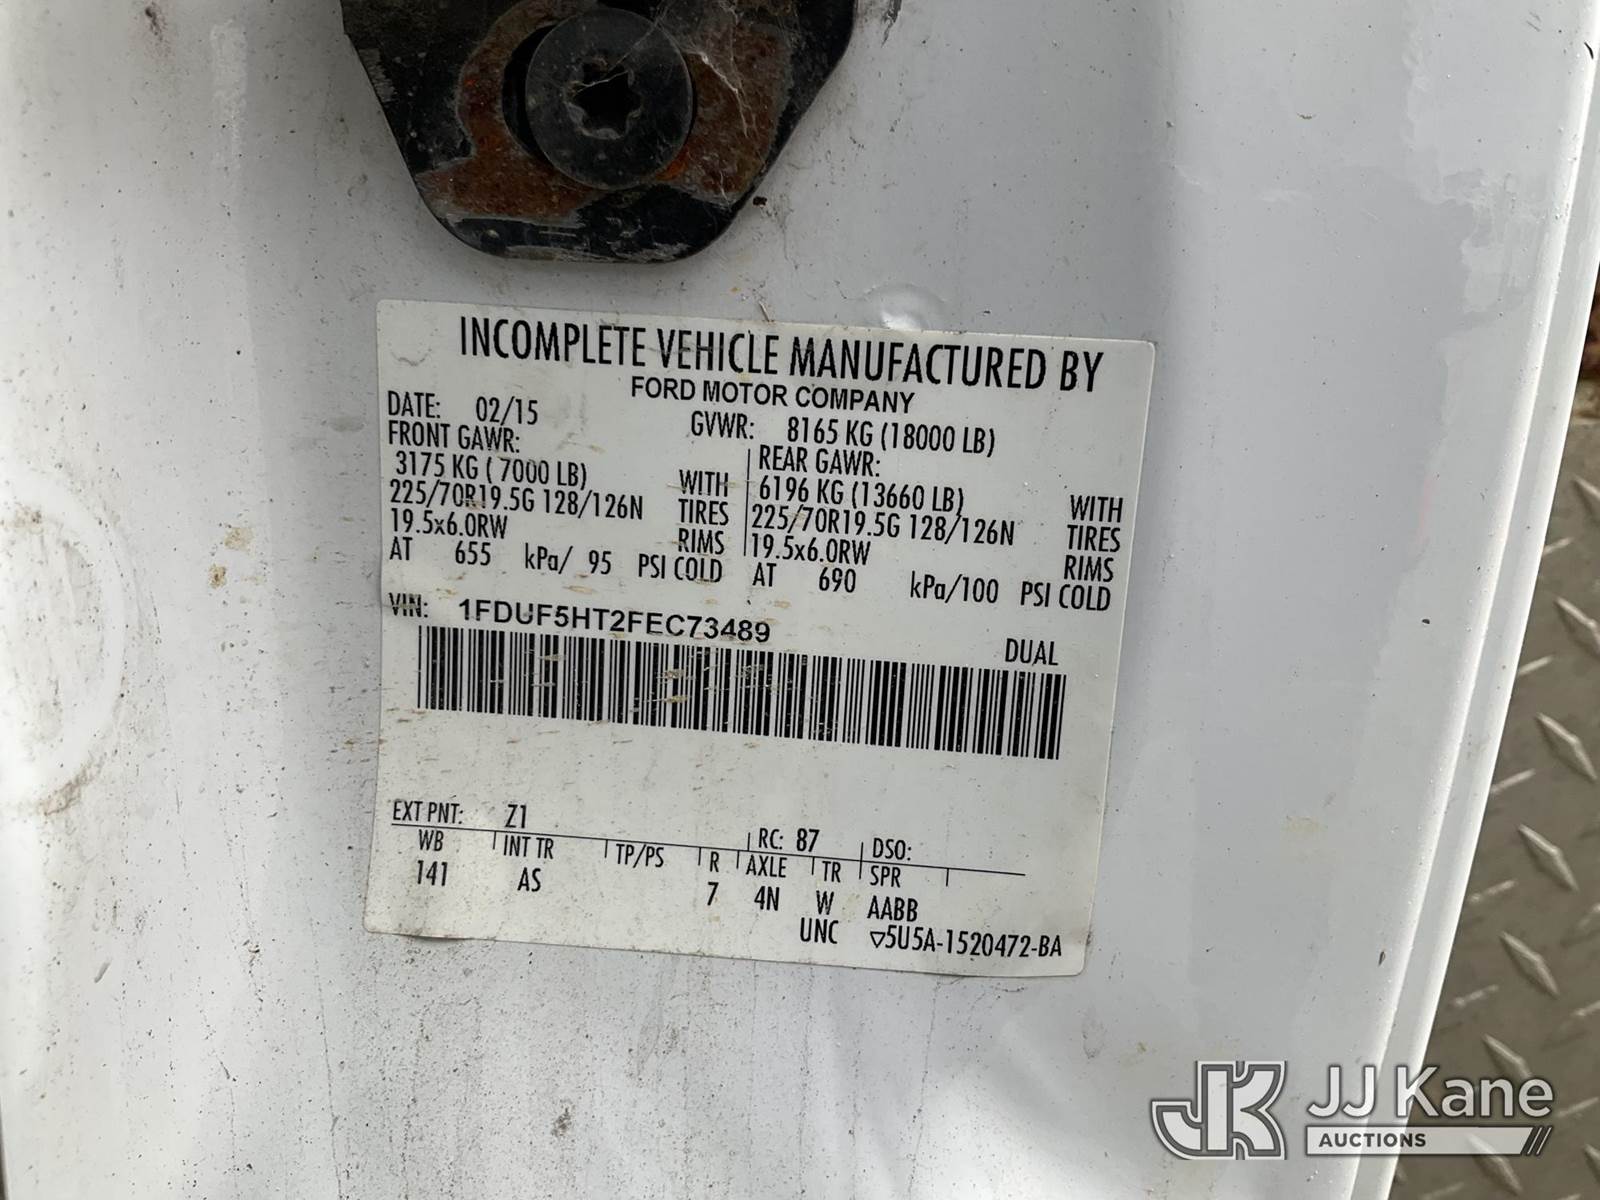 INCOMPLETE VEHICLE MANUFACTURED BY
FORD MOTOR COMPANY
DATE: 02/15 GVWR: 8165 KG (18000 LB)
FRONT GAWR: REAR GAWR:
3175 KG ( 7000 LB) WITH 6196 KG (13660 LB) WITH
225/70R19.5G 128/126N TIRES 225/70R19.5G 128/126N TIRES
19.5x6.0RW RIMS 19.5x6.0RW RIMS
AT 655 kPa/ 95 PSI COLD AT 690 kPa/100 PSI COLD
VIN: 1FDUF5HT2FEC73489
DUAL
EXT PNT: Z1 RC: 87 DSO:
WB INT TR TP/PS R AXLE TR SPR
141 AS 7 4N W AABB
UNC ▽5U5A-1520472-BA
JK JJ Kane
AUCTIONS